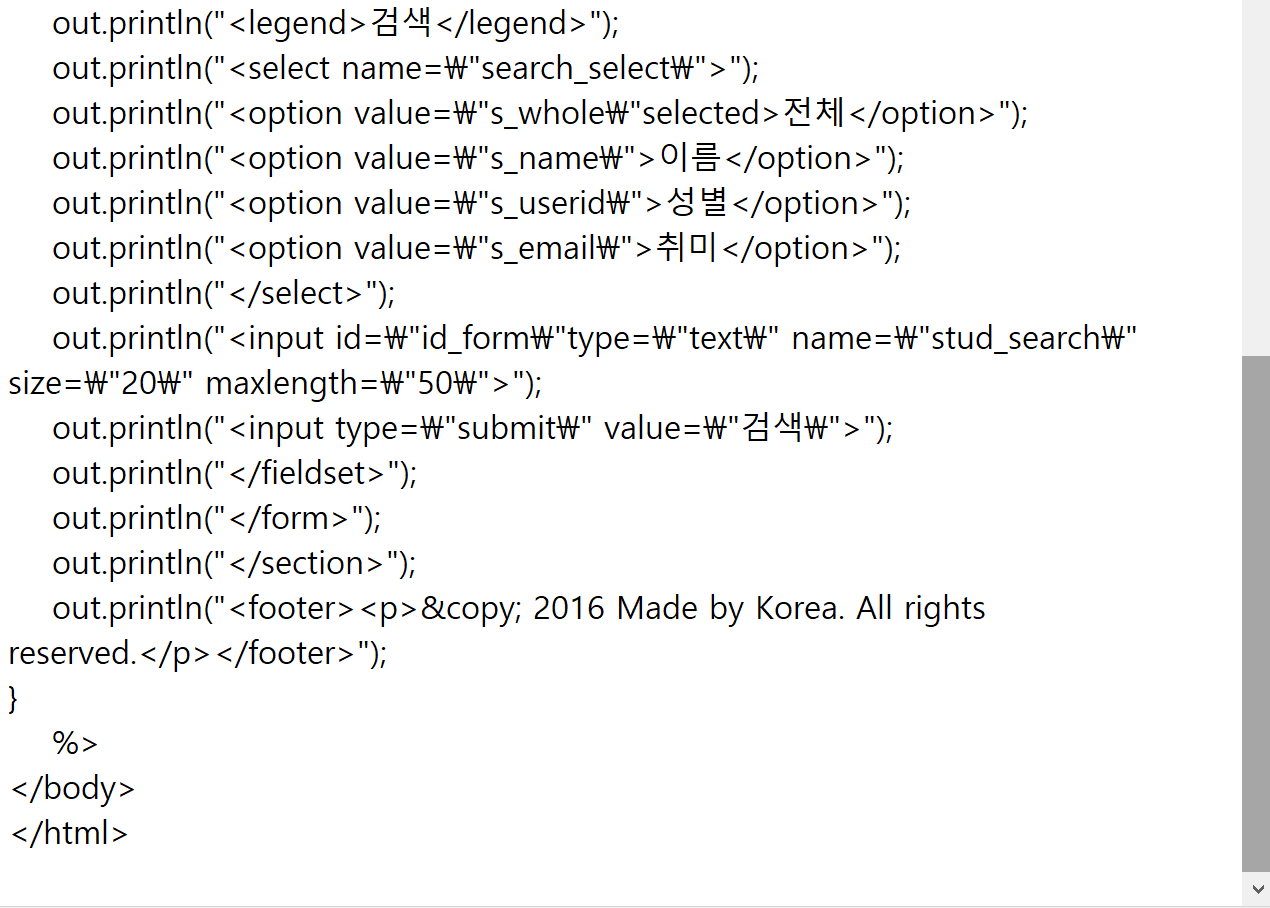 out.println("<legend>검색</legend>");
out.println("<select name=₩"search_select₩">");
out.println("<option value=₩"s_whole₩"selected>전체</option>");
out.println("<option value=₩"s_name₩">이름</option>");
out.println("<option value=₩"s_userid₩">성별</option>");
out.println("<option value=₩"s_email₩">취미</option>");
out.println("</select>");
out.println("<input id=₩"id_form₩"type=₩"text₩" name=₩"stud_search₩"
size=₩"20₩" maxlength=₩"50₩">");
out.println("<input type=₩"submit₩" value=₩"검색₩">");
out.println("</fieldset>");
out.println("</form>");
out.println("</section>");
out.println("<footer><p>&copy; 2016 Made by Korea. All rights
reserved.</p></footer>");
}
%>
</body>
</html>